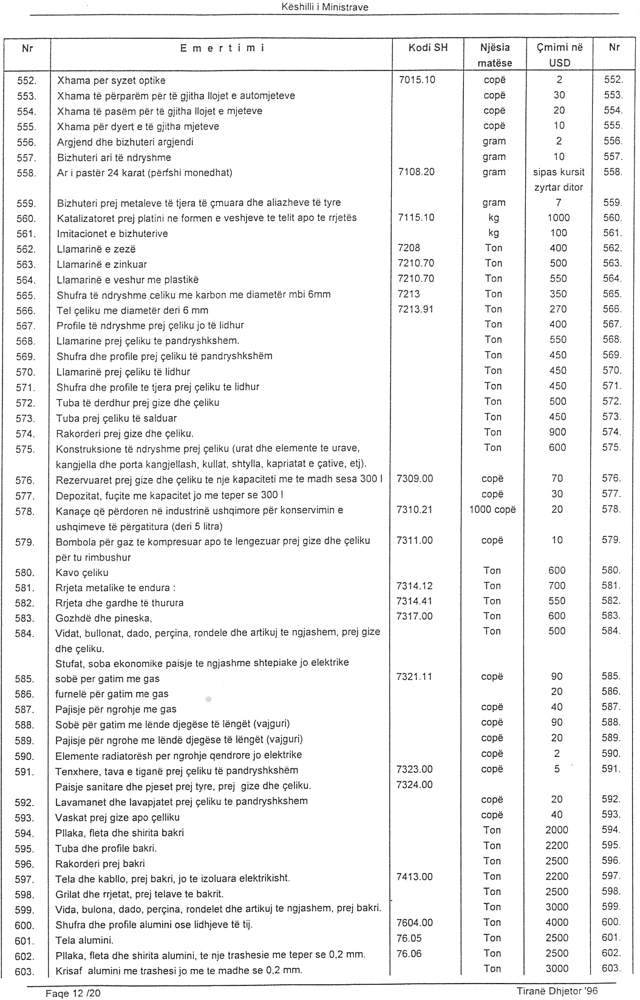 Këshilli i Ministrave
Nr E m e r t i m i Kodi SH Njësia Çmimi në Nr
matëse USD
552. Xhama per syzet optike 7015.10 copë 2 552.
553. Xhama të përparëm për të gjitha llojet e automjeteve copë 30 553.
554. Xhama të pasëm për të gjitha llojet e mjeteve copë 20 554.
555. Xhama për dyert e të gjitha mjeteve copë 10 555.
556. Argjend dhe bizhuteri argjendi gram 2 556.
557. Bizhuteri ari të ndryshme gram 10 557.
558. Ar i pastër 24 karat (përfshi monedhat) 7108.20 gram sipas kursit 558.
zyrtar ditor
559. Bizhuteri prej metaleve të tjera të çmuara dhe aliazheve të tyre gram 7 559.
560. Katalizatoret prej platini ne formen e veshjeve te telit apo te rrjetës 7115.10 kg 1000 560.
561. Imitacionet e bizhuterive kg 100 561.
562. Llamarinë e zezë 7208 Ton 400 562.
563. Llamarinë e zinkuar 7210.70 Ton 500 563.
564. Llamarinë e veshur me plastikë 7210.70 Ton 550 564.
565. Shufra të ndryshme celiku me karbon me diametër mbi 6mm 7213 Ton 350 565.
566. Tel çeliku me diametër deri 6 mm 7213.91 Ton 270 566.
567. Profile të ndryshme prej çeliku jo të lidhur Ton 400 567.
568. Llamarine prej çeliku te pandryshkshem. Ton 550 568.
569. Shufra dhe profile prej çeliku të pandryshkshëm Ton 450 569.
570. Llamarinë prej çeliku të lidhur Ton 450 570.
571. Shufra dhe profile te tjera prej çeliku te lidhur Ton 450 571.
572. Tuba të derdhur prej gize dhe çeliku Ton 500 572.
573. Tuba prej çeliku të salduar Ton 450 573.
574. Rakorderi prej gize dhe çeliku. Ton 900 574.
575. Konstruksione të ndryshme prej çeliku (urat dhe elemente te urave, Ton 600 575.
kangjella dhe porta kangjellash, kullat, shtylla, kapriatat e çative, etj).
576. Rezervuaret prej gize dhe çeliku te nje kapaciteti me te madh sesa 300 l 7309.00 copë 70 576.
577. Depozitat, fuçite me kapacitet jo me teper se 300 l copë 30 577.
578. Kanaçe që përdoren në industrinë ushqimore për konservimin e 7310.21 1000 copë 20 578.
ushqimeve të përgatitura (deri 5 litra)
579. Bombola për gaz te kompresuar apo te lengezuar prej gize dhe çeliku 7311.00 copë 10 579.
për tu rimbushur
580. Kavo çeliku Ton 600 580.
581. Rrjeta metalike te endura : 7314.12 Ton 700 581.
582. Rrjeta dhe gardhe të thurura 7314.41 Ton 550 582.
583. Gozhdë dhe pineska, 7317.00 Ton 600 583.
584. Vidat, bullonat, dado, perçina, rondele dhe artikuj te ngjashem, prej gize Ton 500 584.
dhe çeliku.
Stufat, soba ekonomike paisje te ngjashme shtepiake jo elektrike
585. sobë per gatim me gas 7321.11 copë 90 585.
586. furnelë për gatim me gas 20 586.
587. Pajisje për ngrohje me gas copë 40 587.
588. Sobë për gatim me lënde djegëse të lëngët (vajguri) copë 90 588.
589. Pajisje për ngrohe me lëndë djegëse të lëngët (vajguri) copë 20 589.
590. Elemente radiatorësh per ngrohje qendrore jo elektrike copë 2 590.
591. Tenxhere, tava e tiganë prej çeliku të pandryshkshëm 7323.00 copë 5 591.
Paisje sanitare dhe pjeset prej tyre, prej gize dhe çeliku. 7324.00
592. Lavamanet dhe lavapjatet prej çeliku te pandryshkshem copë 20 592.
593. Vaskat prej gize apo çelliku copë 40 593.
594. Pllaka, fleta dhe shirita bakri Ton 2000 594.
595. Tuba dhe profile bakri. Ton 2200 595.
596. Rakorderi prej bakri Ton 2500 596.
597. Tela dhe kabllo, prej bakri, jo te izoluara elektrikisht. 7413.00 Ton 2200 597.
598. Grilat dhe rrjetat, prej telave te bakrit. Ton 2500 598.
599. Vida, bulona, dado, perçina, rondelet dhe artikuj te ngjashem, prej bakri. Ton 3000 599.
600. Shufra dhe profile alumini ose lidhjeve të tij. 7604.00 Ton 4000 600.
601. Tela alumini. 76.05 Ton 2500 601.
602. Pllaka, fleta dhe shirita alumini, te nje trashesie me teper se 0,2 mm. 76.06 Ton 2500 602.
603. Krisaf alumini me trashesi jo me te madhe se 0,2 mm. Ton 3000 603.
Faqe 12 /20 Tiranë Dhjetor '96